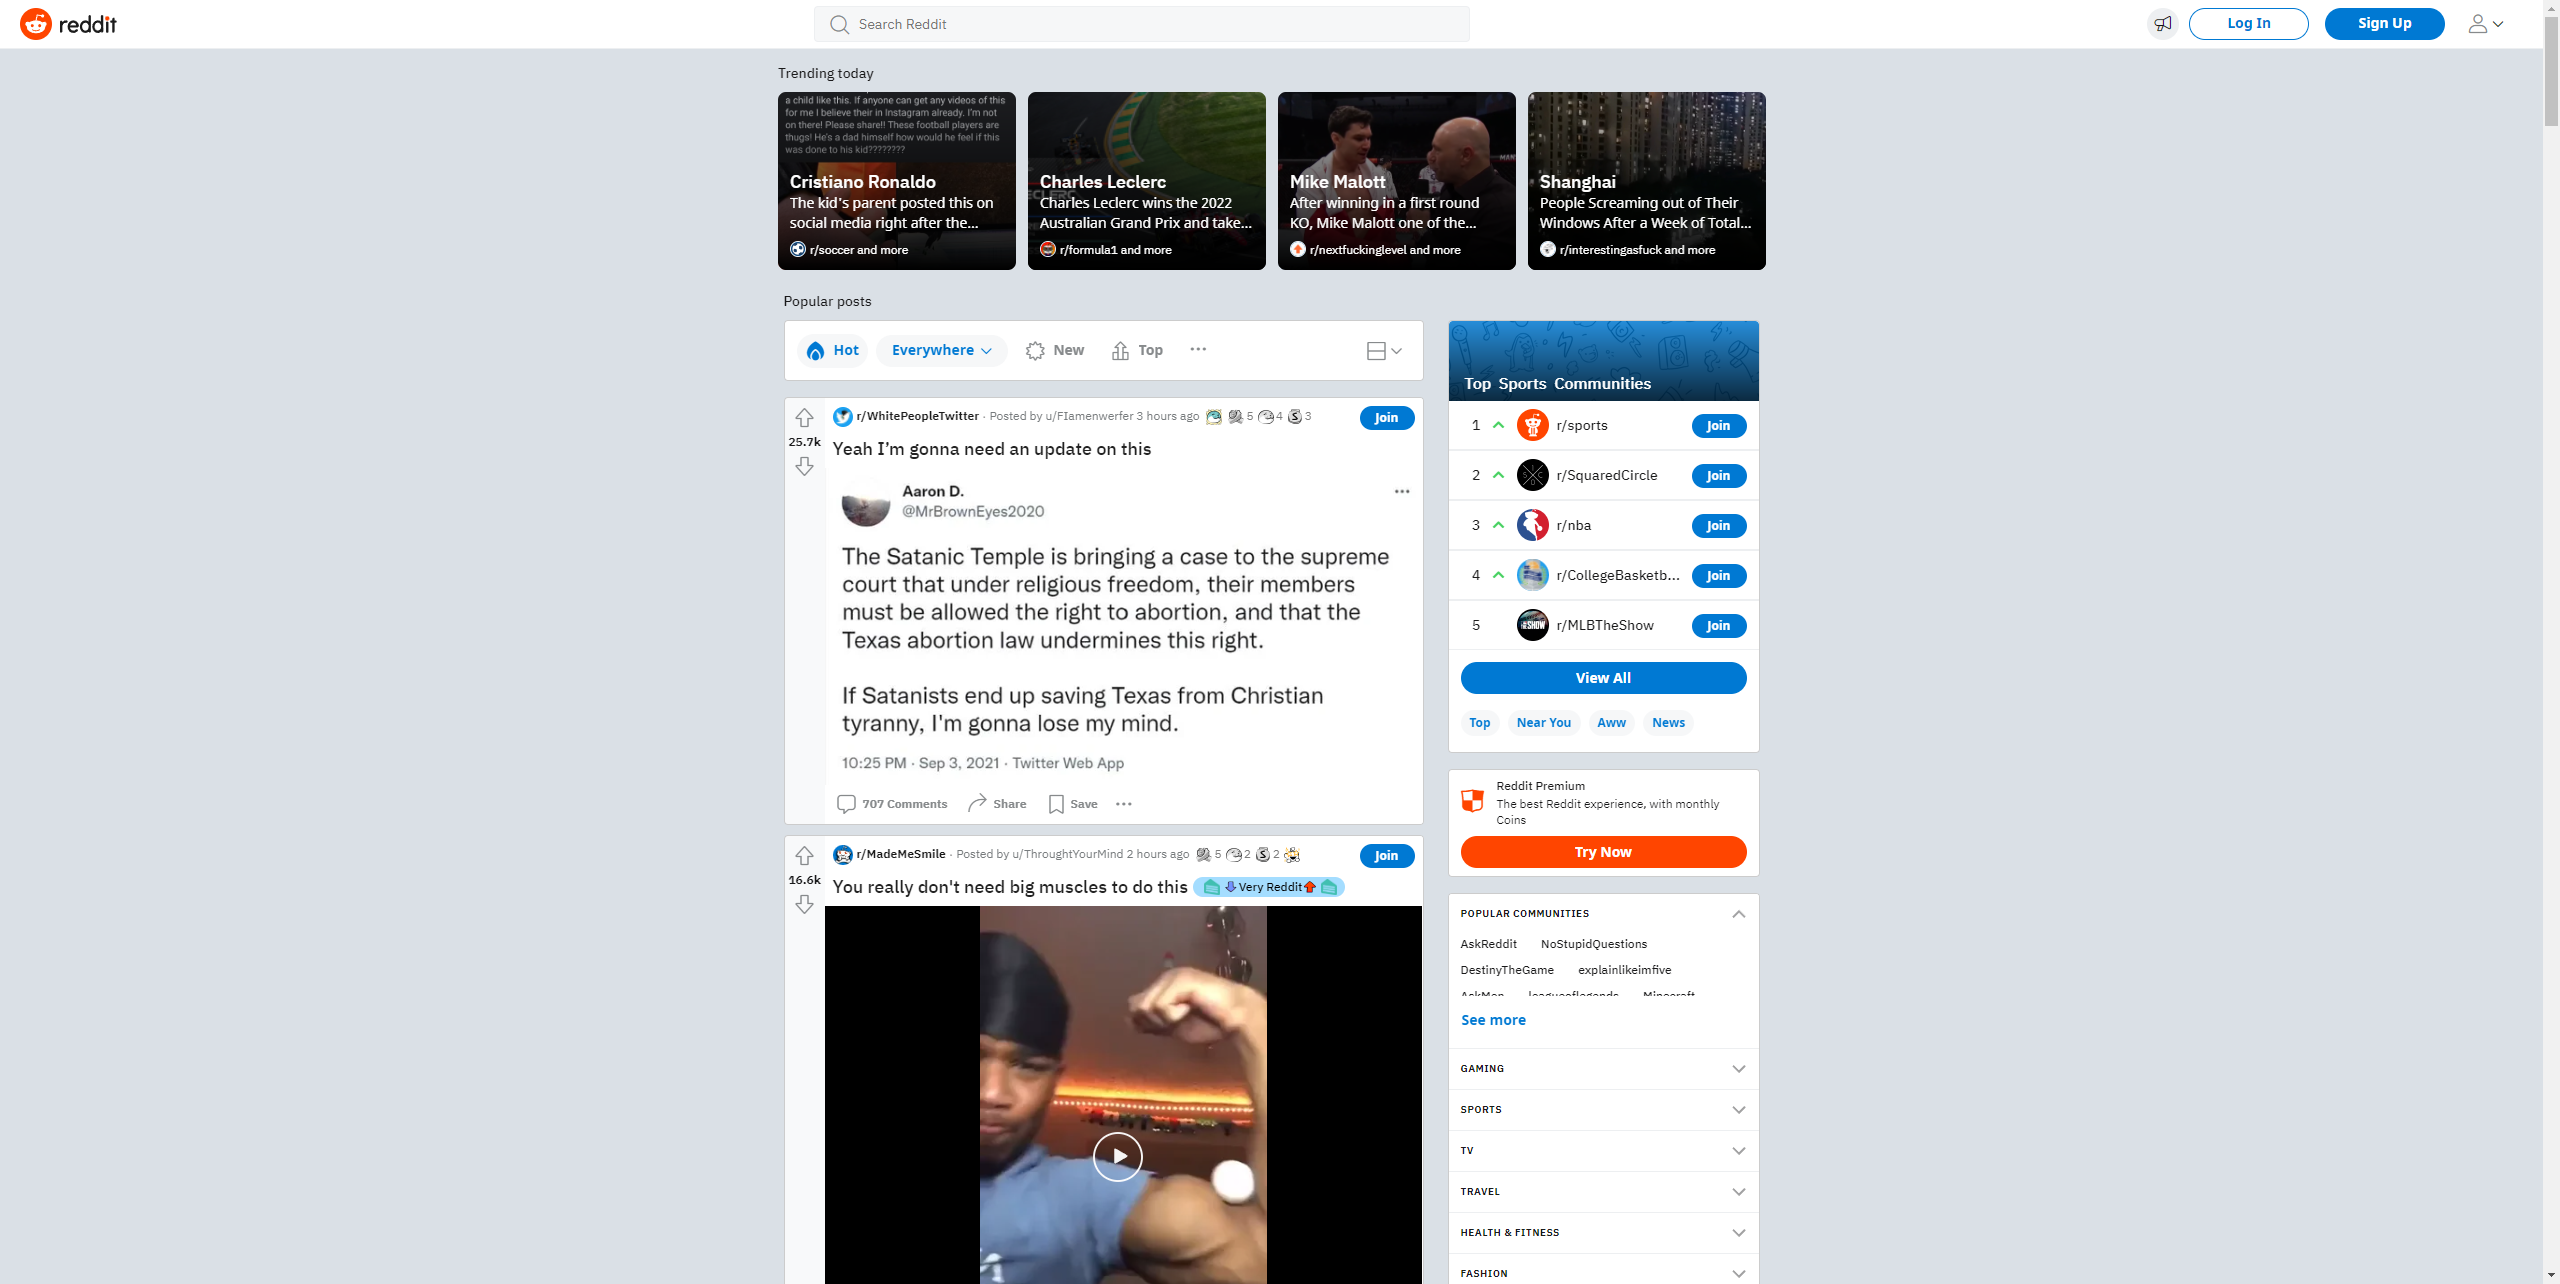 reddit
Search Reddit
Log In
Sign Up
Trending today
a child like this. If anyone can get any videos of this
for me I believe their in Instagram already. I'm not
on there! Please share!! These football players are
thugs! He's a dad himself how would he feel if this
was done to his kid????????
Cristiano Ronaldo
The kid's parent posted this on
social media right after the...
r/soccer and more
Charles Leclerc
Charles Leclerc wins the 2022
Australian Grand Prix and take...
r/formula1 and more
Mike Malott
After winning in a first round
KO, Mike Malott one of the...
r/nextfuckinglevel and more
Shanghai
People Screaming out of Their
Windows After a Week of Total...
r/interestingasfuck and more
Popular posts
Hot
Everywhere
New
Top
25.7k
r/WhitePeopleTwitter · Posted by u/FIamenwerfer 3 hours ago 5 4 3
Join
Yeah I’m gonna need an update on this
Aaron D.
@MrBrownEyes2020
The Satanic Temple is bringing a case to the supreme
court that under religious freedom, their members
must be allowed the right to abortion, and that the
Texas abortion law undermines this right.
If Satanists end up saving Texas from Christian
tyranny, I'm gonna lose my mind.
10:25 PM · Sep 3, 2021 · Twitter Web App
707 Comments
Share
Save
16.6k
r/MadeMeSmile · Posted by u/ThroughtYourMind 2 hours ago 5 2 2
Join
You really don't need big muscles to do this Very Reddit
Top Sports Communities
1 r/sports Join
2 r/SquaredCircle Join
3 r/nba Join
4 r/CollegeBasketb... Join
5 r/MLBTheShow Join
View All
Top
Near You
Aww
News
Reddit Premium
The best Reddit experience, with monthly
Coins
Try Now
POPULAR COMMUNITIES
AskReddit NoStupidQuestions
DestinyTheGame explainlikeimfive
AskMen leagueoflegends Minecraft
See more
GAMING
SPORTS
TV
TRAVEL
HEALTH & FITNESS
FASHION